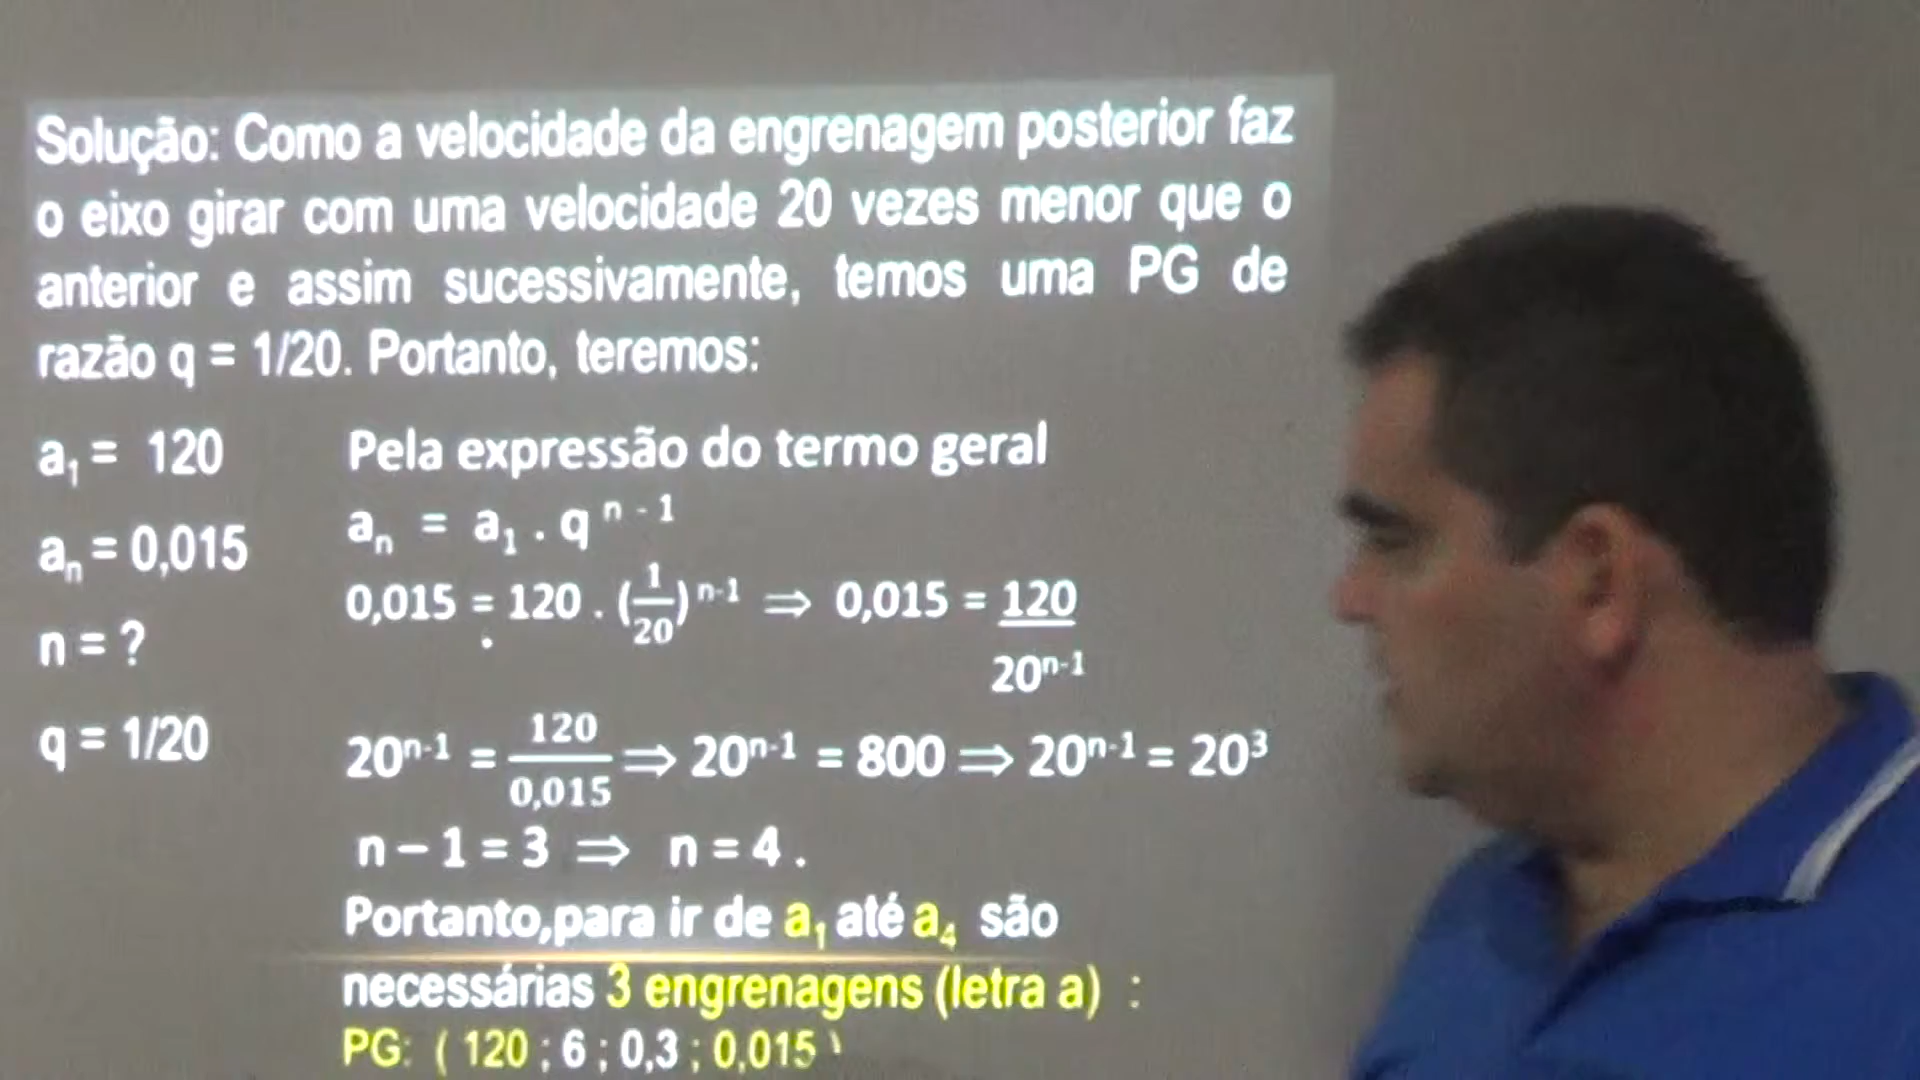 Solução: Como a velocidade da engrenagem posterior faz
o eixo girar com uma velocidade 20 vezes menor que o
anterior e assim sucessivamente, temos uma PG de
razão q = 1/20. Portanto, teremos:
a₁ = 120
aₙ = 0,015
n = ?
q = 1/20
Pela expressão do termo geral
aₙ = a₁ . q ⁿ⁻¹
0,015 = 120 . (1/20)ⁿ⁻¹ ⇒ 0,015 = 120/20ⁿ⁻¹
20ⁿ⁻¹ = 120/0,015 ⇒ 20ⁿ⁻¹ = 800 ⇒ 20ⁿ⁻¹ = 20³
n – 1 = 3 ⇒ n = 4 .
Portanto,para ir de a₁ até a₄ são
necessárias 3 engrenagens (letra a) :
PG: ( 120 ; 6 ; 0,3 ; 0,015 )